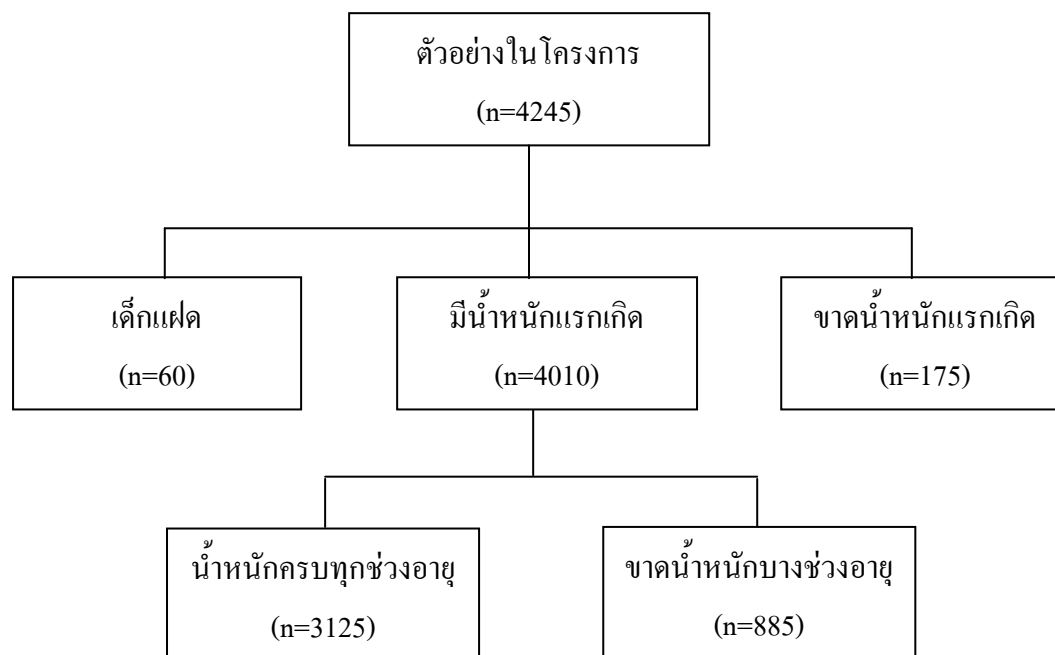 ตัวอย่างในโครงการ
(n=4245)
เด็กแฝด
(n=60)
มีน้ำหนักแรกเกิด
(n=4010)
ขาดน้ำหนักแรกเกิด
(n=175)
น้ำหนักครบทุกช่วงอายุ
(n=3125)
ขาดน้ำหนักบางช่วงอายุ
(n=885)